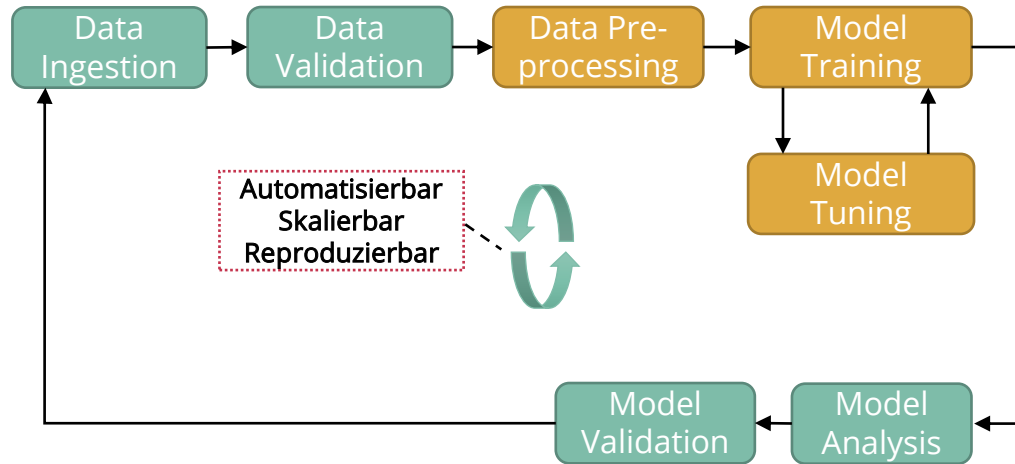 Data
Ingestion
Data
Validation
Data Pre-
processing
Model
Training
Model
Tuning
Automatisierbar
Skalierbar
Reproduzierbar
Model
Validation
Model
Analysis